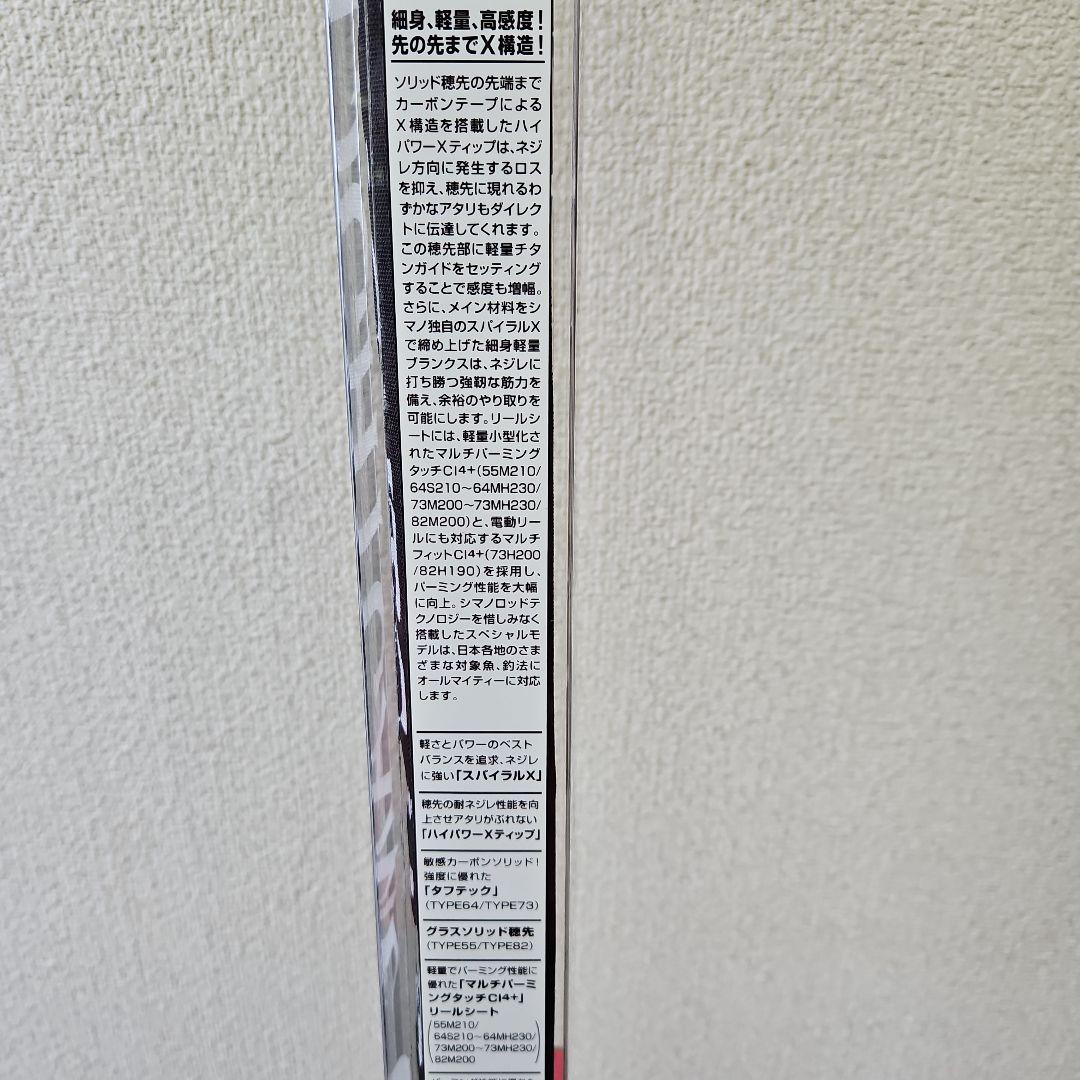 細身、軽量、高感度！
先の先までX構造！
ソリッド穂先の先端まで
カーボンテープによる
X構造を搭載したハイ
パワーXティップは、ネジ
レ方向に発生するロス
を抑え、穂先に現れるわ
ずかなアタリもダイレク
トに伝達してくれます。
この穂先部に軽量チタ
ンガイドをセッティング
することで感度も増幅。
さらに、メイン材料をシ
マノ独自のスパイラルX
で締め上げた細身軽量
ブランクスは、ネジレに
打ち勝つ強靭な筋力を
備え、余裕のやり取りを
可能にします。リールシ
ートには、軽量小型化さ
れたマルチパーミング
タッチCI4+(55M210/
64S210～64MH230/
73M200～73MH230/
82M200)と、電動リー
ルにも対応するマルチ
フィットCI4+(73H200
/82H190)を採用し、
パーミング性能を大幅
に向上。シマノロッドテ
クノロジーを惜しみなく
搭載したスペシャルモ
デルは、日本各地のさま
ざまな対象魚、釣法に
オールマイティーに対応
します。
軽さとパワーのベスト
バランスを追求、ネジレ
に強い「スパイラルX」
穂先の耐ネジレ性能を向
上させアタリがぶれない
「ハイパワーXティップ」
敏感カーボンソリッド！
強度に優れた
「タフテック」
(TYPE64/TYPE73)
グラスソリッド穂先
(TYPE55/TYPE82)
軽量でパーミング性能に
優れた「マルチパーミ
ングタッチCI4+」
リールシート
(55M210/
64S210～64MH230/
73M200～73MH230/
82M200)